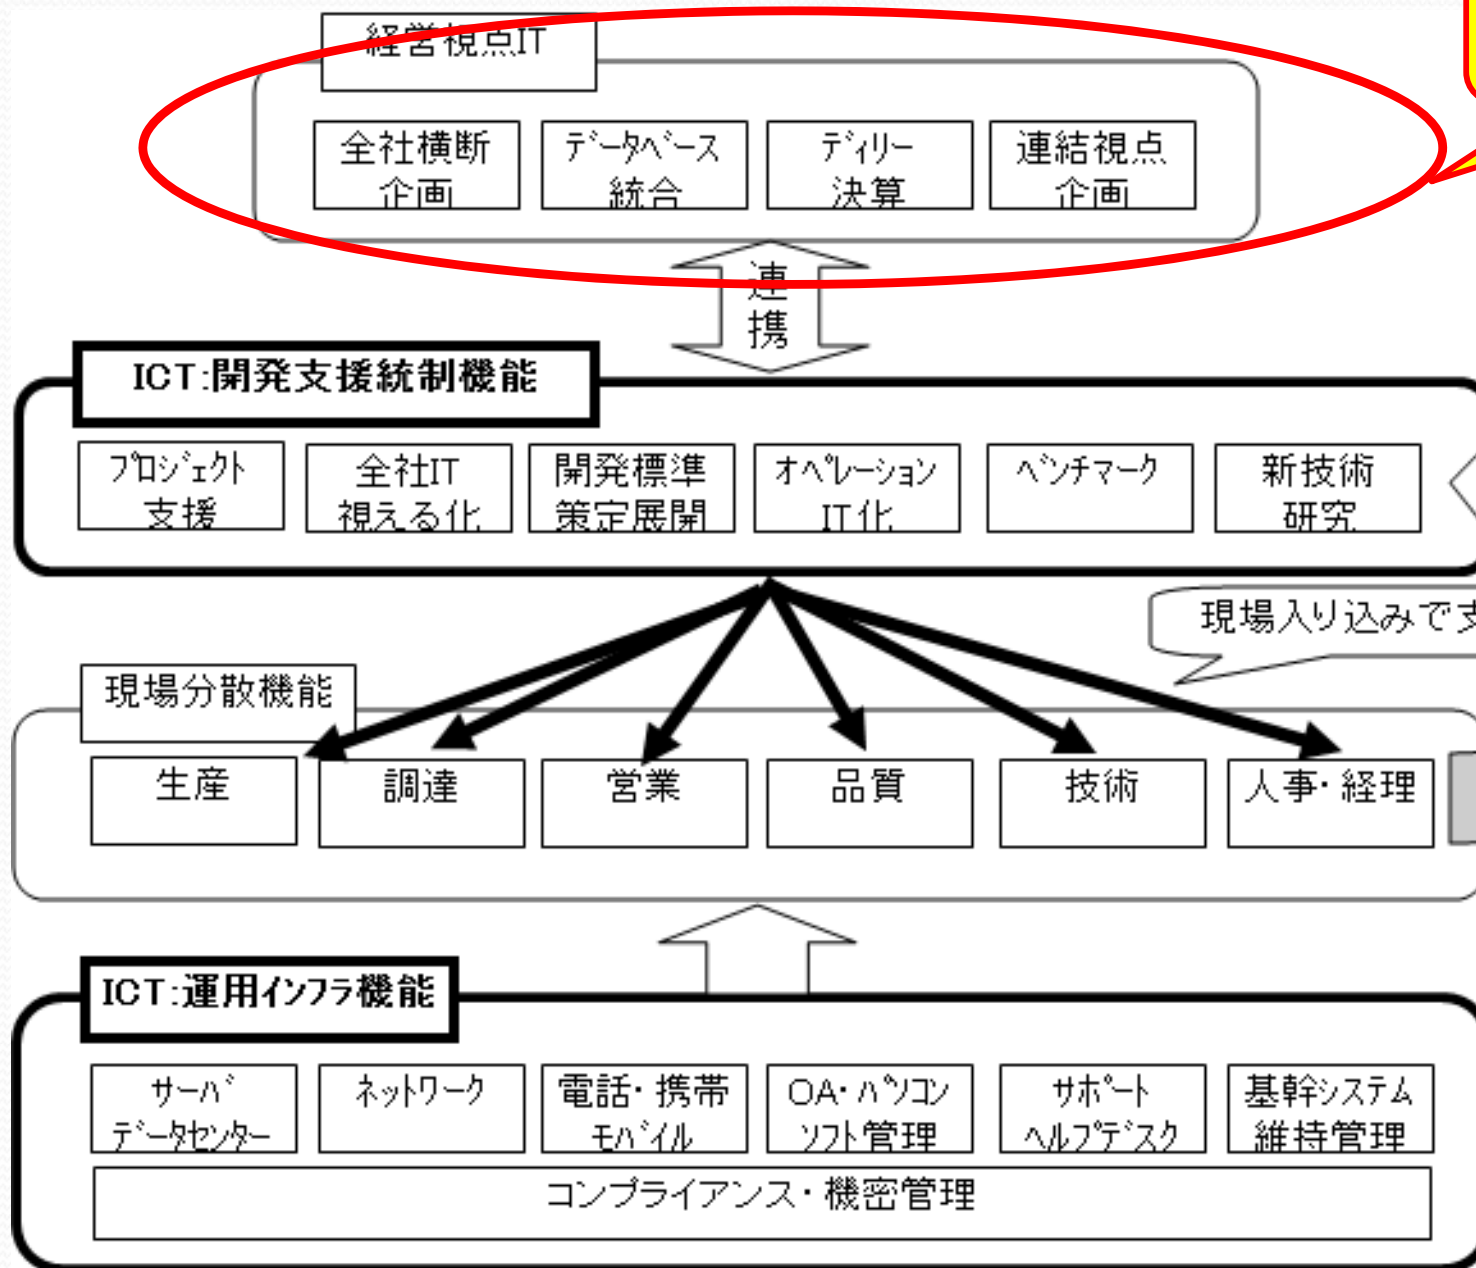 経営視点IT
全社横断
企画
ﾃﾞｰﾀﾍﾞｰｽ
統合
ﾃﾞｨﾘｰ
決算
連結視点
企画
連
携
ICT:開発支援統制機能
ﾌﾟﾛｼﾞｪｸﾄ
支援
全社IT
視える化
開発標準
策定展開
ｵﾍﾟﾚｰｼｮﾝ
IT化
ﾍﾞﾝﾁﾏｰｸ
新技術
研究
現場入り込みで支
現場分散機能
生産
調達
営業
品質
技術
人事・経理
ICT:運用ｲﾝﾌﾗ機能
ｻｰﾊﾞ
ﾃﾞｰﾀｾﾝﾀｰ
ﾈｯﾄﾜｰｸ
電話・携帯
ﾓﾊﾞｲﾙ
OA・ﾊﾟｿｺﾝ
ｿﾌﾄ管理
ｻﾎﾟｰﾄ
ﾍﾙﾌﾟﾃﾞｽｸ
基幹ｼｽﾃﾑ
維持管理
コンプライアンス・機密管理